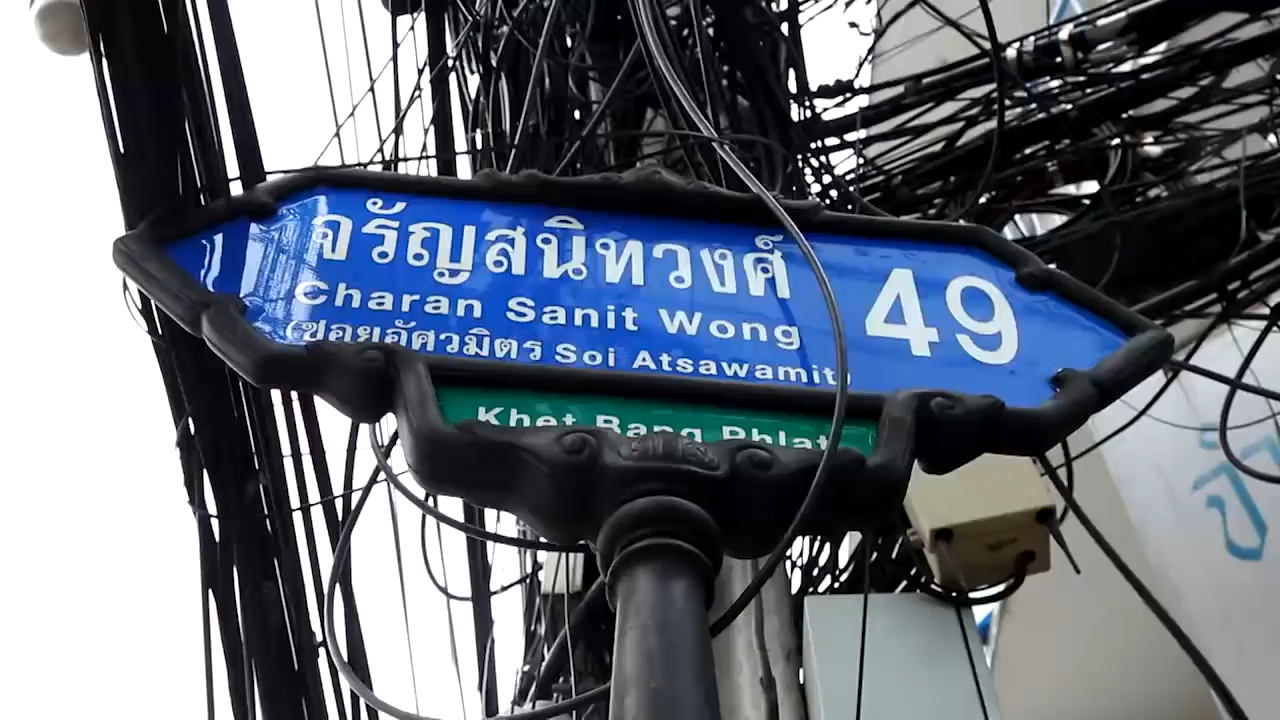 จรัญสนิทวงศ์ 49
Charan Sanit Wong
(ซอยอัศวมิตร Soi Atsawamit)
Khet Bang Phlat